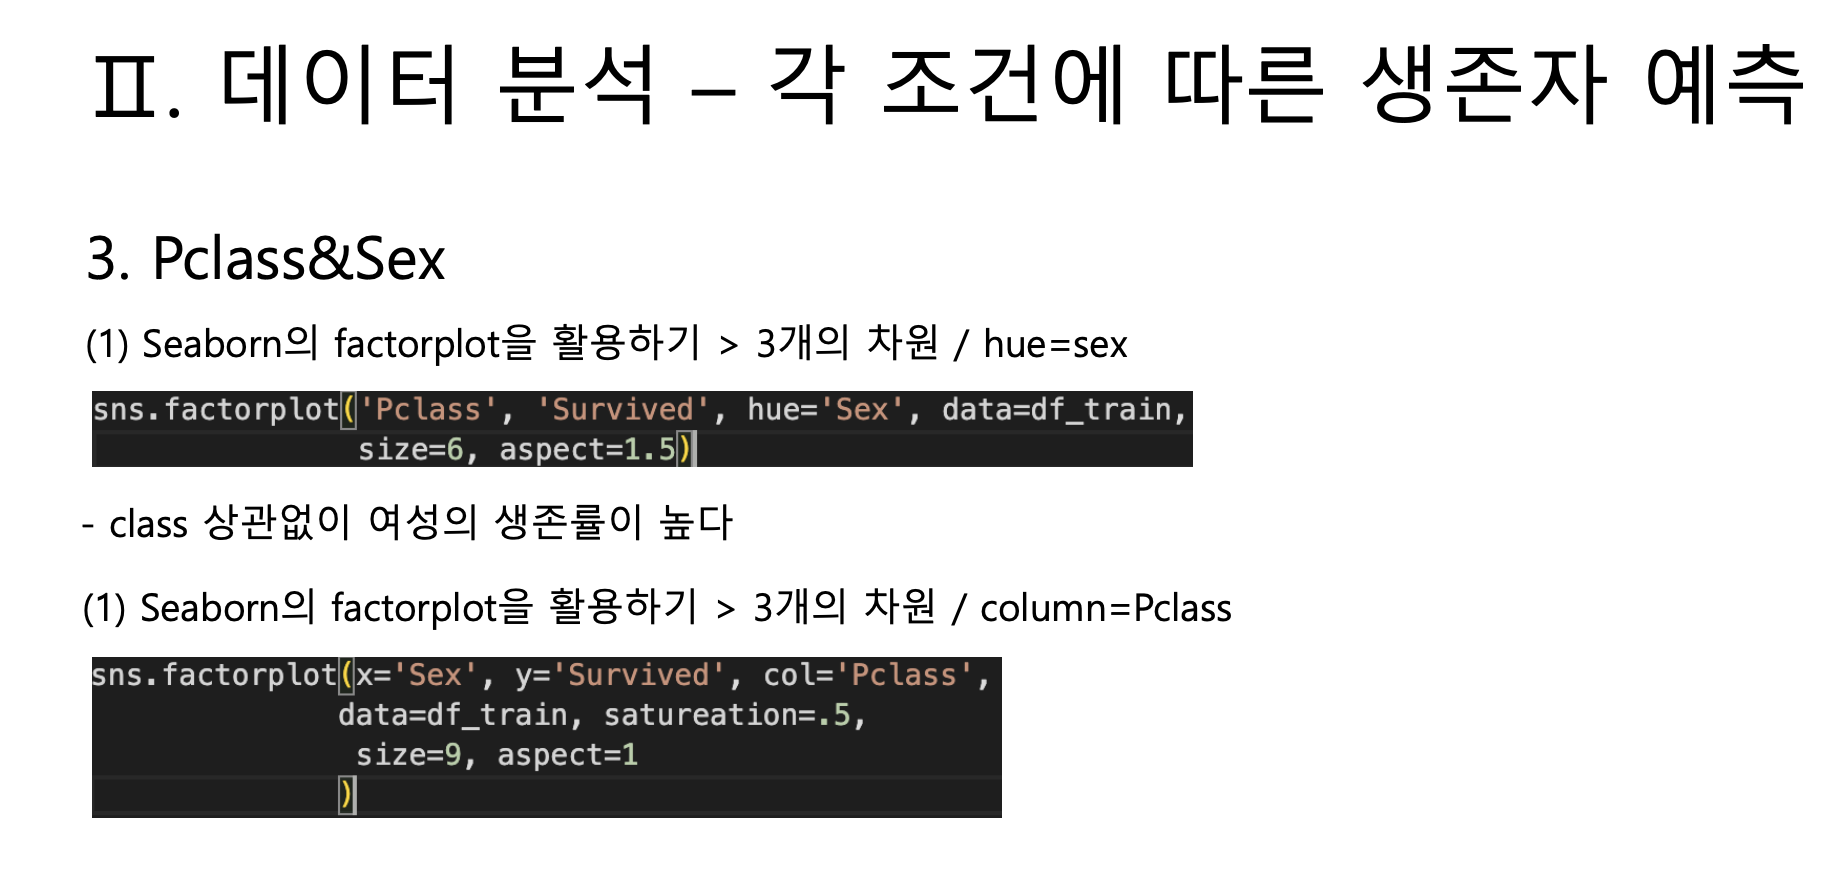 Ⅱ. 데이터 분석 – 각 조건에 따른 생존자 예측
3. Pclass&Sex
(1) Seaborn의 factorplot을 활용하기 > 3개의 차원 / hue=sex
sns.factorplot('Pclass', 'Survived', hue='Sex', data=df_train,
size=6, aspect=1.5)
- class 상관없이 여성의 생존률이 높다
(1) Seaborn의 factorplot을 활용하기 > 3개의 차원 / column=Pclass
sns.factorplot(x='Sex', y='Survived', col='Pclass',
data=df_train, satureation=.5,
size=9, aspect=1
)